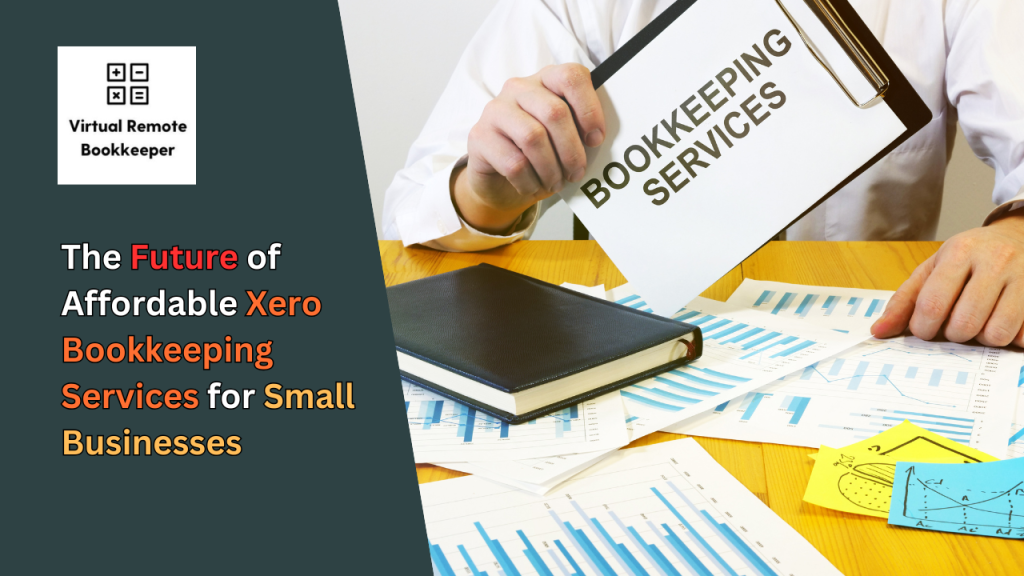 Virtual Remote
Bookkeeper
The Future of
Affordable Xero
Bookkeeping
Services for Small
Businesses
BOOKKEEPING
SERVICES